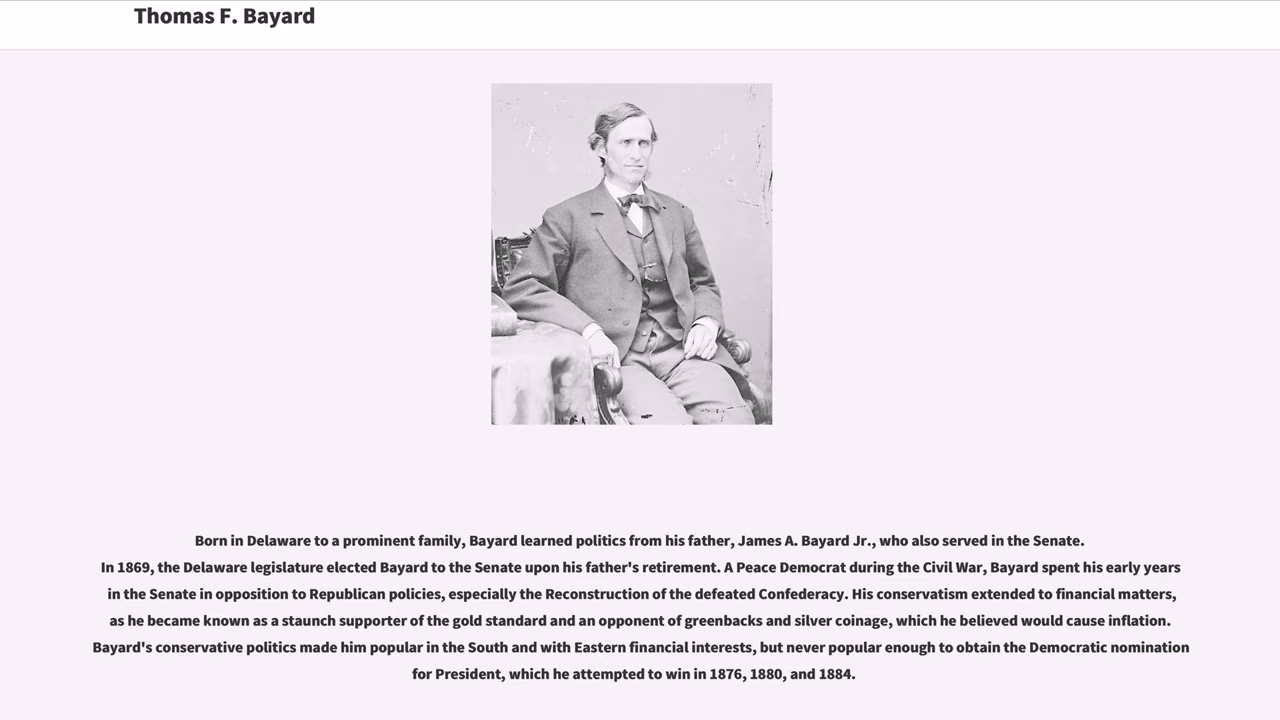 Thomas F. Bayard
Born in Delaware to a prominent family, Bayard learned politics from his father, James A. Bayard Jr., who also served in the Senate.
In 1869, the Delaware legislature elected Bayard to the Senate upon his father's retirement. A Peace Democrat during the Civil War, Bayard spent his early years
in the Senate in opposition to Republican policies, especially the Reconstruction of the defeated Confederacy. His conservatism extended to financial matters,
as he became known as a staunch supporter of the gold standard and an opponent of greenbacks and silver coinage, which he believed would cause inflation.
Bayard's conservative politics made him popular in the South and with Eastern financial interests, but never popular enough to obtain the Democratic nomination
for President, which he attempted to win in 1876, 1880, and 1884.